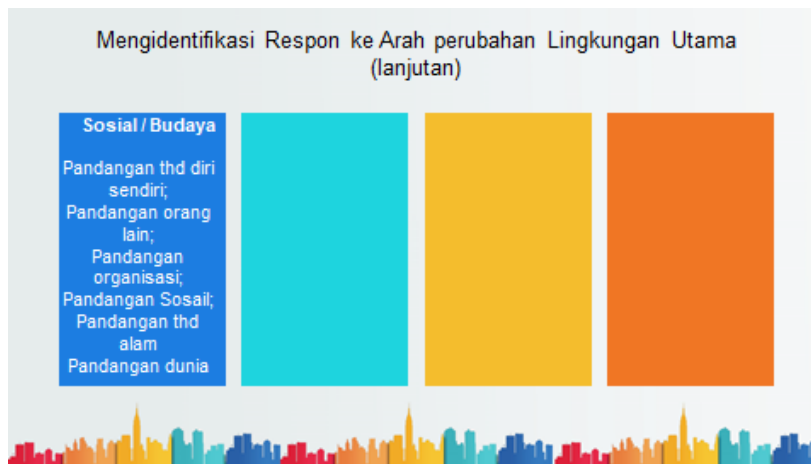 Mengidentifikasi Respon ke Arah perubahan Lingkungan Utama
(lanjutan)
Sosial / Budaya
Pandangan thd diri
sendiri;
Pandangan orang
lain;
Pandangan
organisasi;
Pandangan Sosail;
Pandangan thd
alam
Pandangan dunia